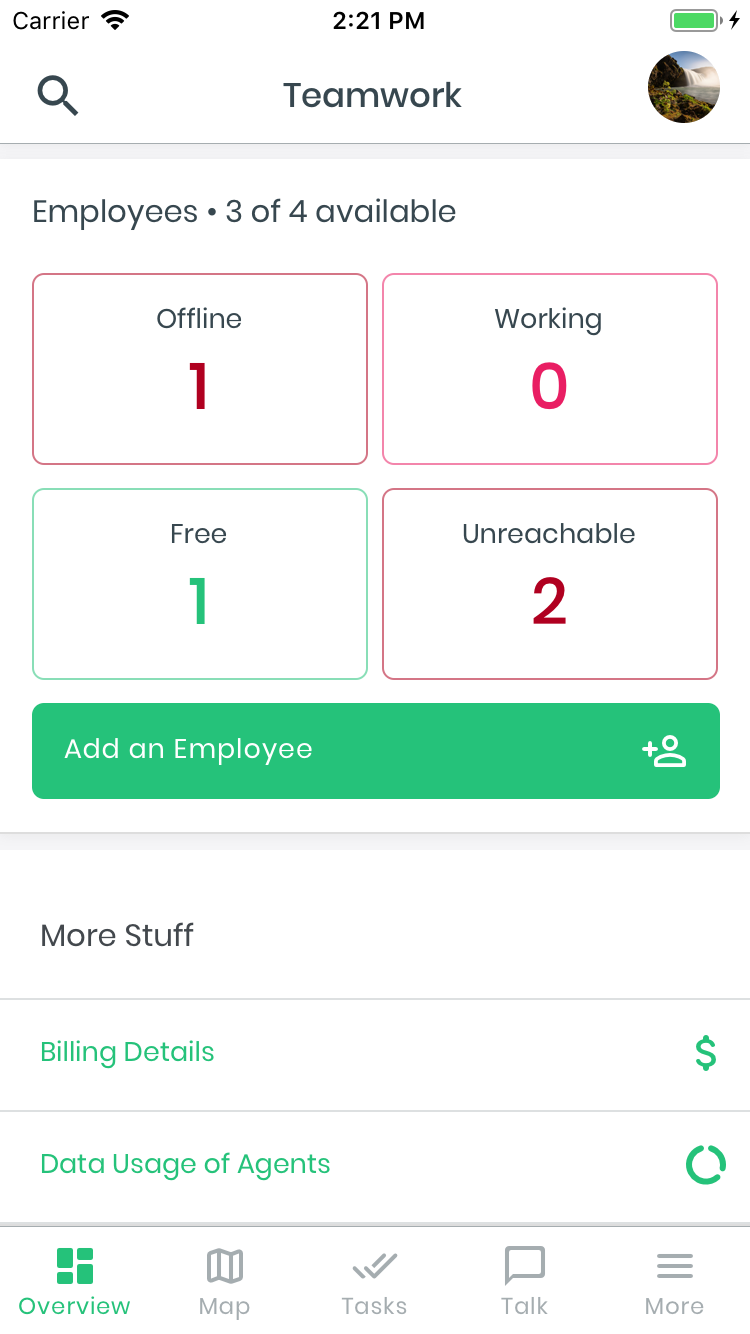 Carrier 2:21 PM
Teamwork
Employees • 3 of 4 available
Offline Working
1 0
Free Unreachable
1 2
Add an Employee
More Stuff
Billing Details $
Data Usage of Agents
Overview Map Tasks Talk More